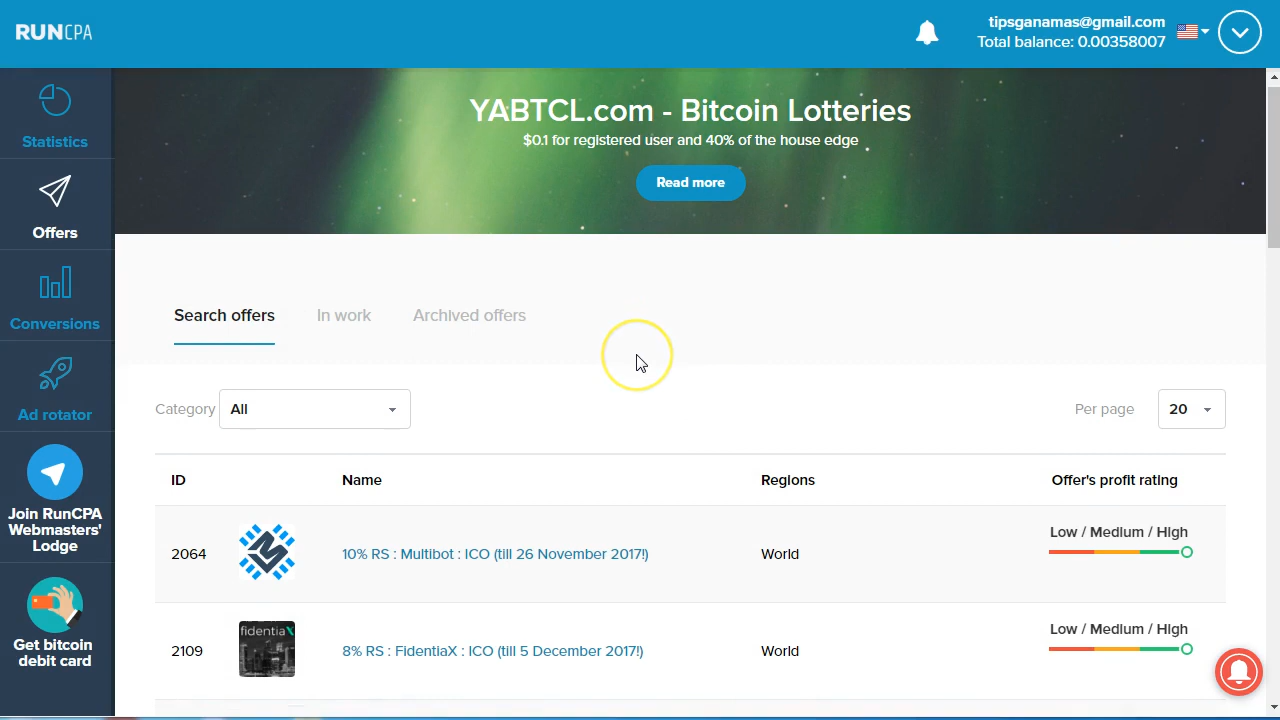 RUNCPA
tipsganamas@gmail.com
Total balance: 0.00358007
YABTCL.com - Bitcoin Lotteries
$0.1 for registered user and 40% of the house edge
Read more
Statistics
Offers
Conversions
Ad rotator
Join RunCPA
Webmasters'
Lodge
Get bitcoin
debit card
Search offers
In work
Archived offers
Category
All
Per page
20
ID
Name
Regions
Offer's profit rating
2064
10% RS : Multibot : ICO (till 26 November 2017!)
World
Low / Medium / High
2109
fidentiaX
8% RS : FidentiaX : ICO (till 5 December 2017!)
World
Low / Medium / High